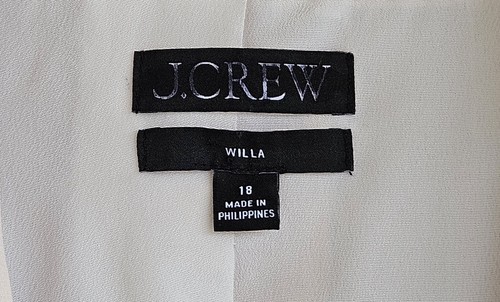 J.CREW
WILLA
18
MADE IN
PHILIPPINES